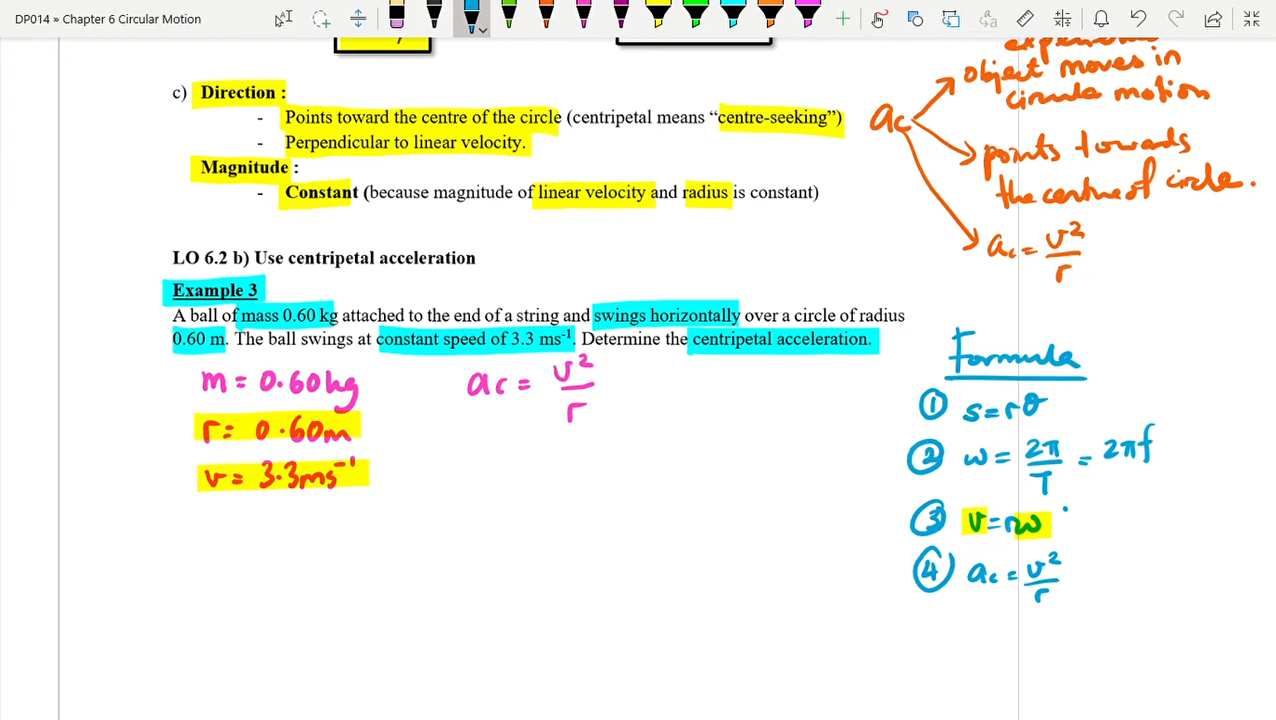 DP014 » Chapter 6 Circular Motion
c) Direction :
- Points toward the centre of the circle (centripetal means “centre-seeking”)
- Perpendicular to linear velocity.
Magnitude :
- Constant (because magnitude of linear velocity and radius is constant)
object moves in
circular motion
ac
points towards
the centre of circle.
ac = v²/r
LO 6.2 b) Use centripetal acceleration
Example 3
A ball of mass 0.60 kg attached to the end of a string and swings horizontally over a circle of radius
0.60 m. The ball swings at constant speed of 3.3 ms⁻¹. Determine the centripetal acceleration.
m = 0.60kg
r = 0.60m
v = 3.3ms⁻¹
ac = v²/r
Formula
① s = rθ
② ω = 2π/T = 2πf
③ v = rω
④ ac = v²/r